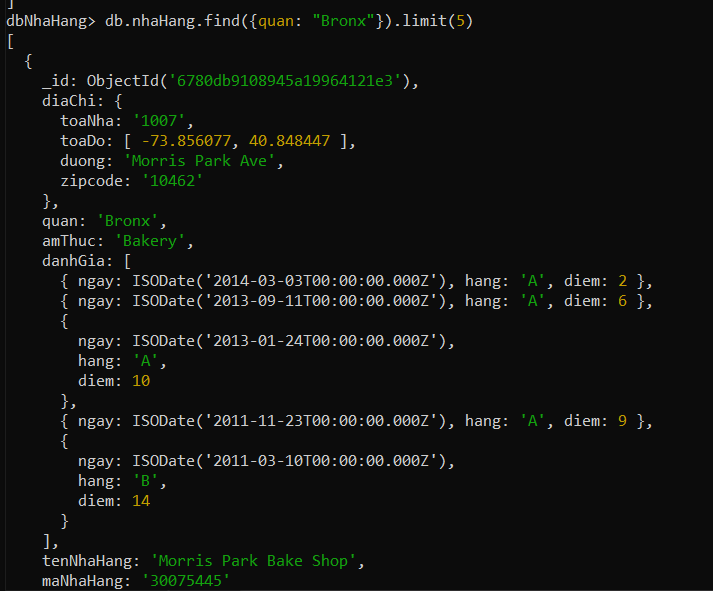 ]
dbNhaHang> db.nhaHang.find({quan: "Bronx"}).limit(5)
[
  {
    _id: ObjectId('6780db9108945a19964121e3'),
    diaChi: {
      toaNha: '1007',
      toaDo: [ -73.856077, 40.848447 ],
      duong: 'Morris Park Ave',
      zipcode: '10462'
    },
    quan: 'Bronx',
    amThuc: 'Bakery',
    danhGia: [
      { ngay: ISODate('2014-03-03T00:00:00.000Z'), hang: 'A', diem: 2 },
      { ngay: ISODate('2013-09-11T00:00:00.000Z'), hang: 'A', diem: 6 },
      {
        ngay: ISODate('2013-01-24T00:00:00.000Z'),
        hang: 'A',
        diem: 10
      },
      { ngay: ISODate('2011-11-23T00:00:00.000Z'), hang: 'A', diem: 9 },
      {
        ngay: ISODate('2011-03-10T00:00:00.000Z'),
        hang: 'B',
        diem: 14
      }
    ],
    tenNhaHang: 'Morris Park Bake Shop',
    maNhaHang: '30075445'